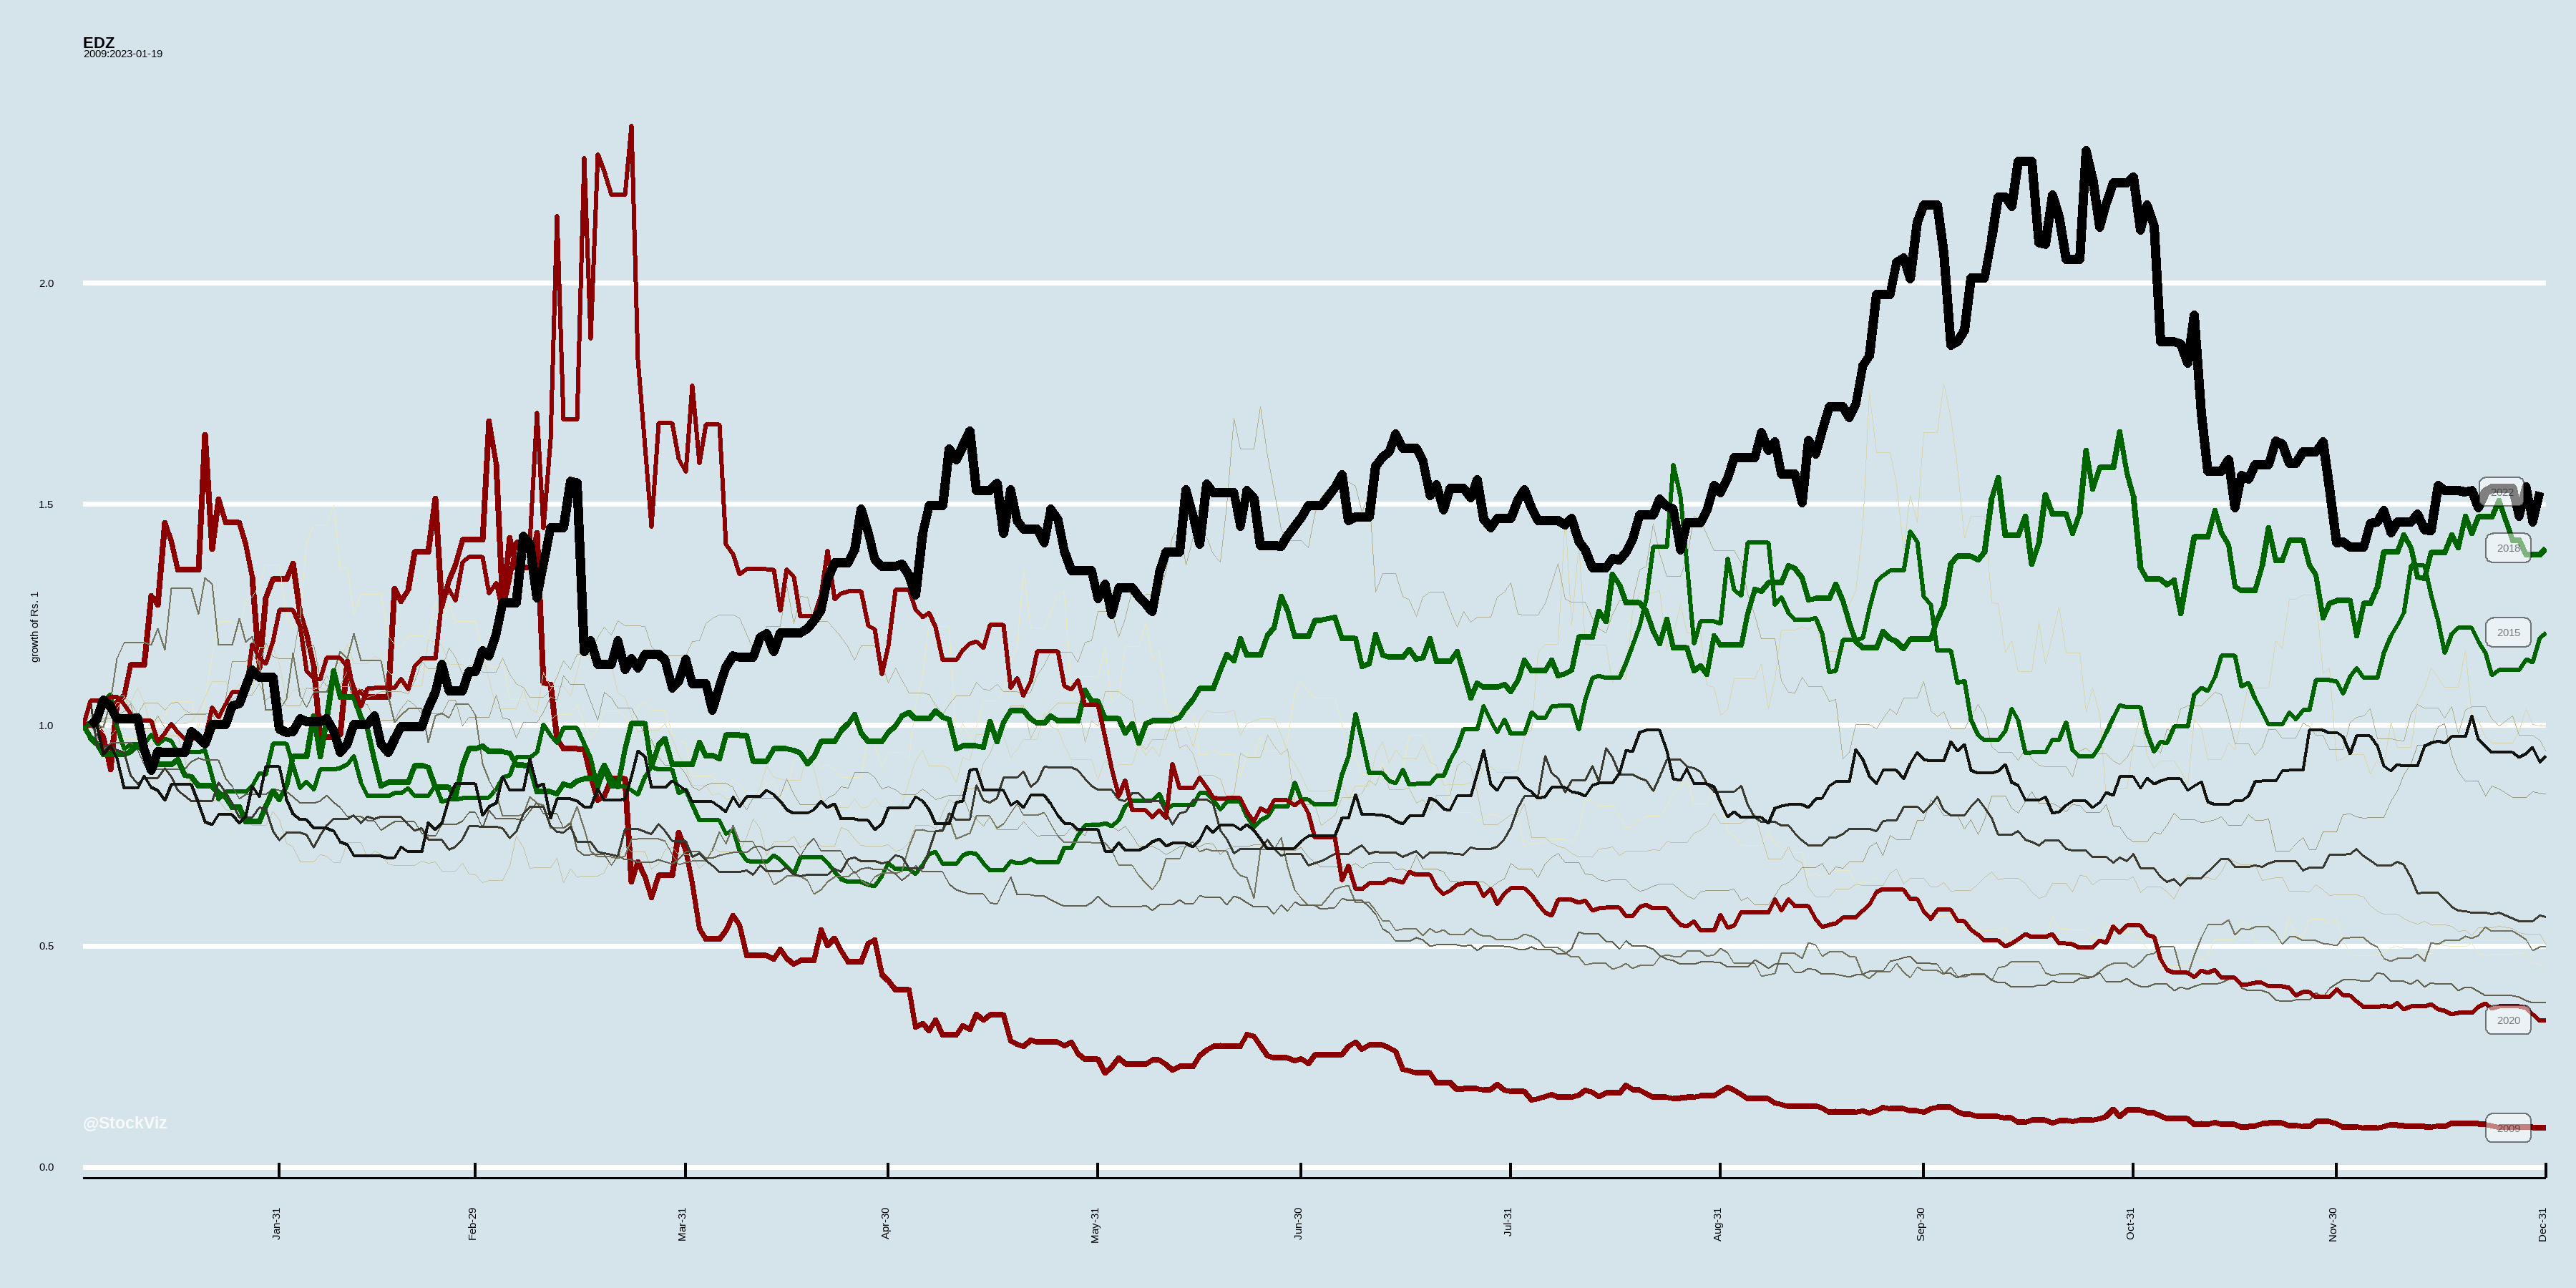 EDZ
2009:2023-01-19
2.0
1.5
1.0
0.5
0.0
growth of Rs. 1
2022
2018
2015
2020
2009
@StockViz
Jan-31
Feb-29
Mar-31
Apr-30
May-31
Jun-30
Jul-31
Aug-31
Sep-30
Oct-31
Nov-30
Dec-31